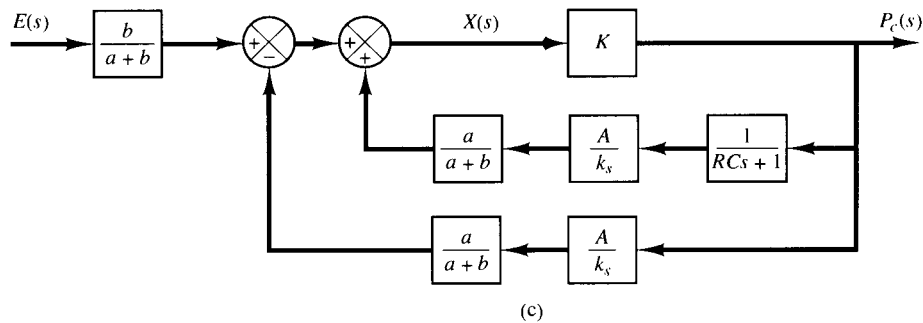 E(s)
b
a + b
+
−
+
+
X(s)
K
P_c(s)
a
a + b
A
k_s
1
RCs + 1
a
a + b
A
k_s
(c)